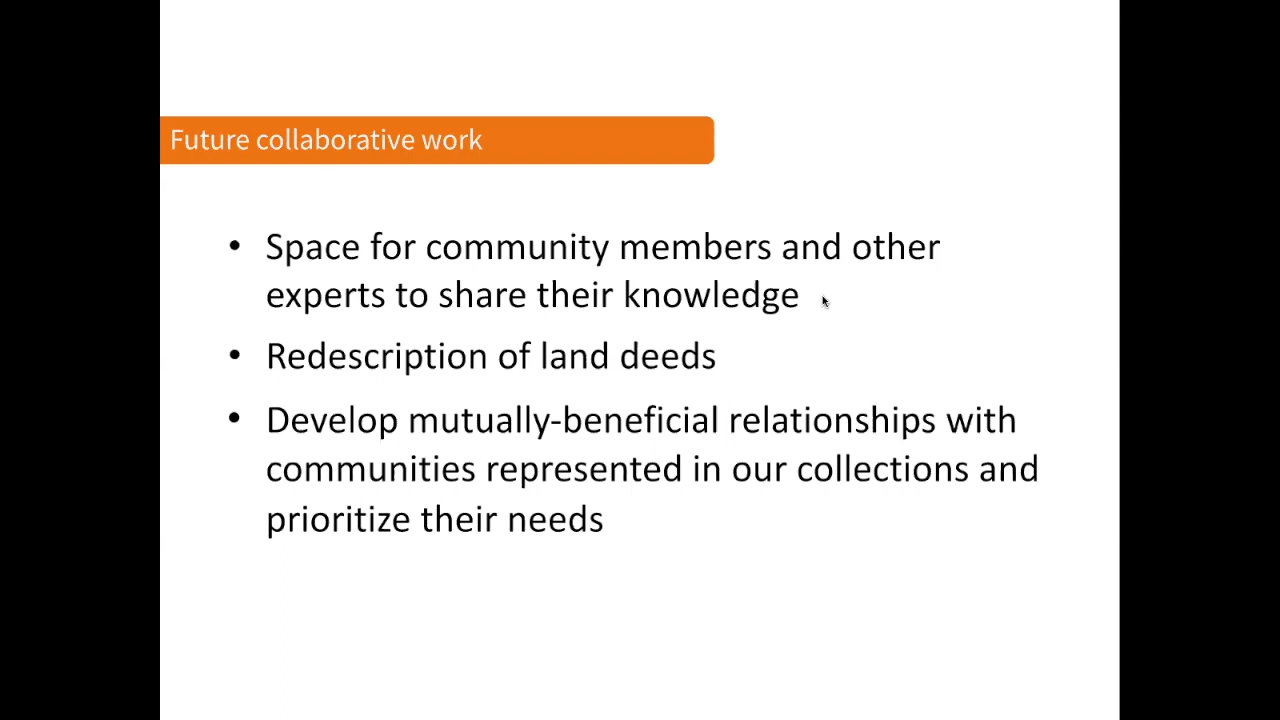 Future collaborative work
• Space for community members and other
experts to share their knowledge
• Redescription of land deeds
• Develop mutually-beneficial relationships with
communities represented in our collections and
prioritize their needs